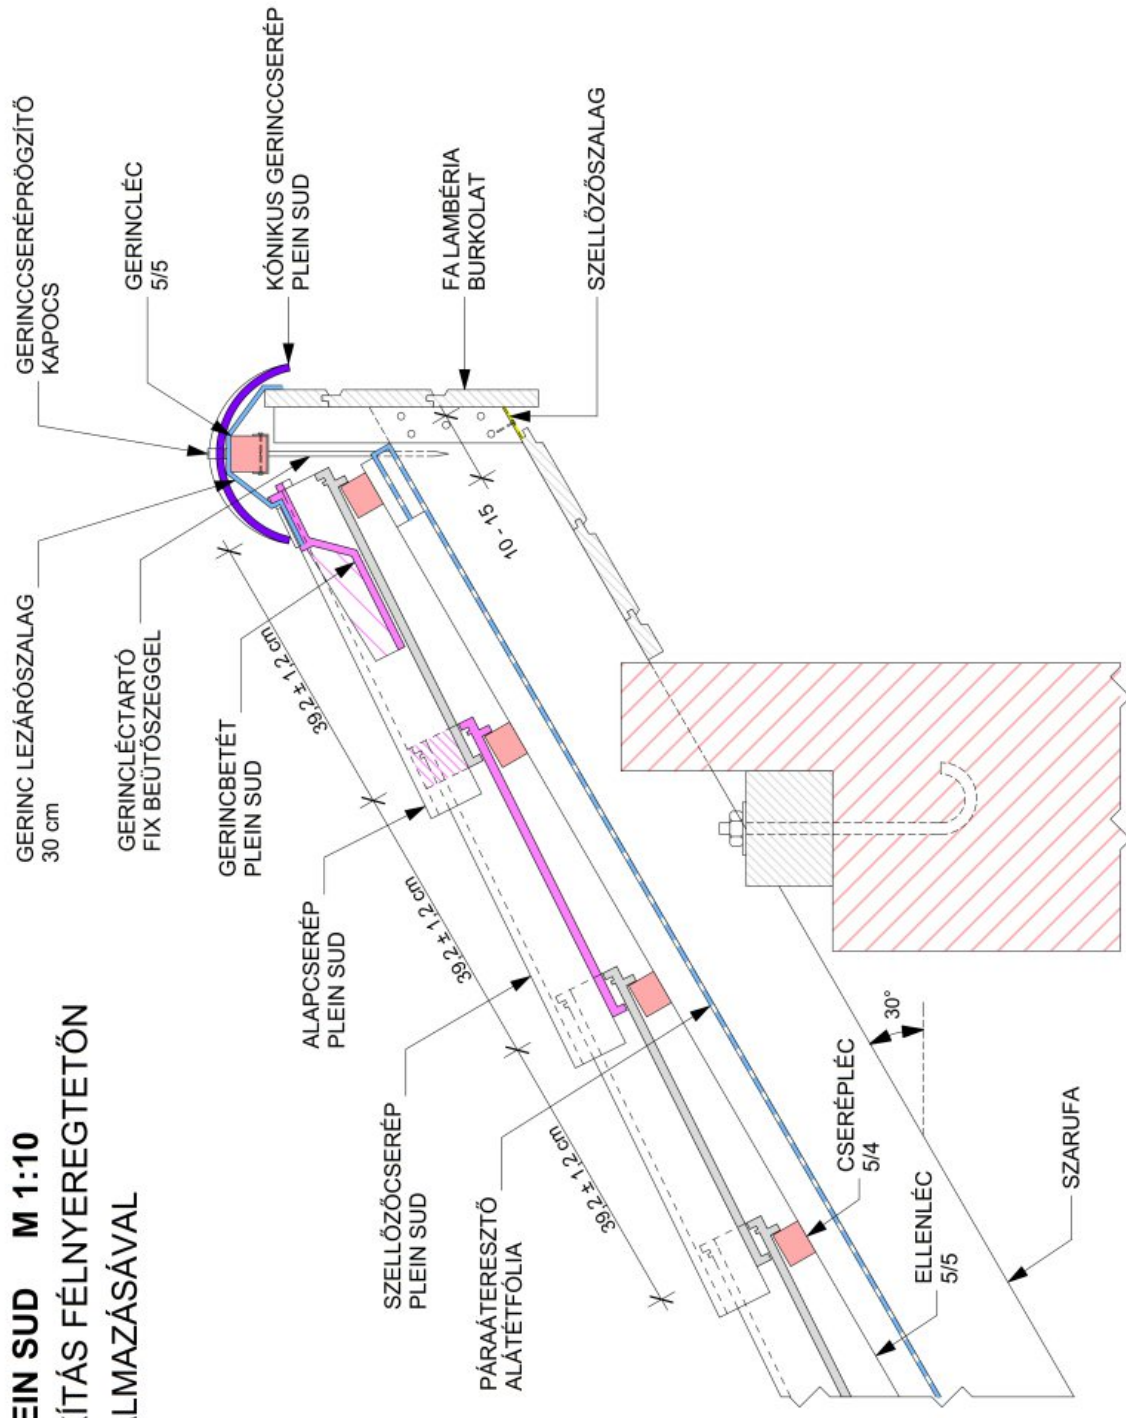 EIN SUD M 1:10
ÍTÁS FÉLNYEREGTETŐN
LMAZÁSÁVAL
GERINC LEZÁRÓSZALAG
30 cm
GERINCCSERÉPRÖGZÍTŐ
KAPOCS
GERINCLÉCTARTÓ
FIX BEÜTŐSZEGGEL
GERINCLÉC
5/5
GERINCBETÉT
PLEIN SUD
KÓNIKUS GERINCCSERÉP
PLEIN SUD
ALAPCSERÉP
PLEIN SUD
FA LAMBÉRIA
BURKOLAT
SZELLŐZŐCSERÉP
PLEIN SUD
SZELLŐZŐSZALAG
PÁRAÁTERESZTŐ
ALÁTÉTFÓLIA
39,2 ± 1,2 cm
39,2 ± 1,2 cm
39,2 ± 1,2 cm
10 - 15
CSERÉPLÉC
5/4
30°
ELLENLÉC
5/5
SZARUFA